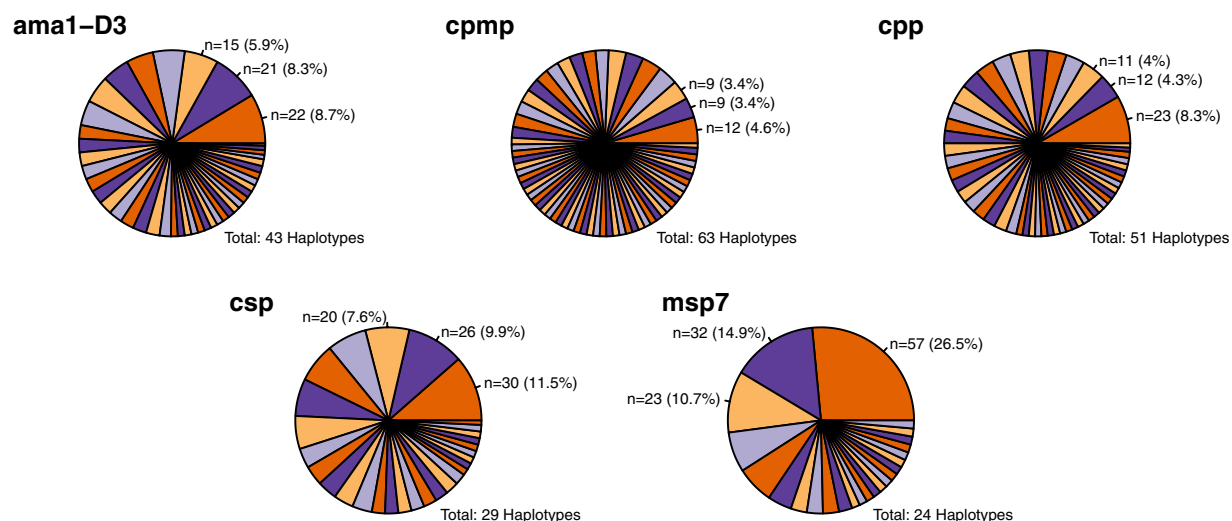 ama1–D3
n=15 (5.9%)
n=21 (8.3%)
n=22 (8.7%)
Total: 43 Haplotypes
cpmp
n=9 (3.4%)
n=9 (3.4%)
n=12 (4.6%)
Total: 63 Haplotypes
cpp
n=11 (4%)
n=12 (4.3%)
n=23 (8.3%)
Total: 51 Haplotypes
csp
n=20 (7.6%)
n=26 (9.9%)
n=30 (11.5%)
Total: 29 Haplotypes
msp7
n=32 (14.9%)
n=57 (26.5%)
n=23 (10.7%)
Total: 24 Haplotypes